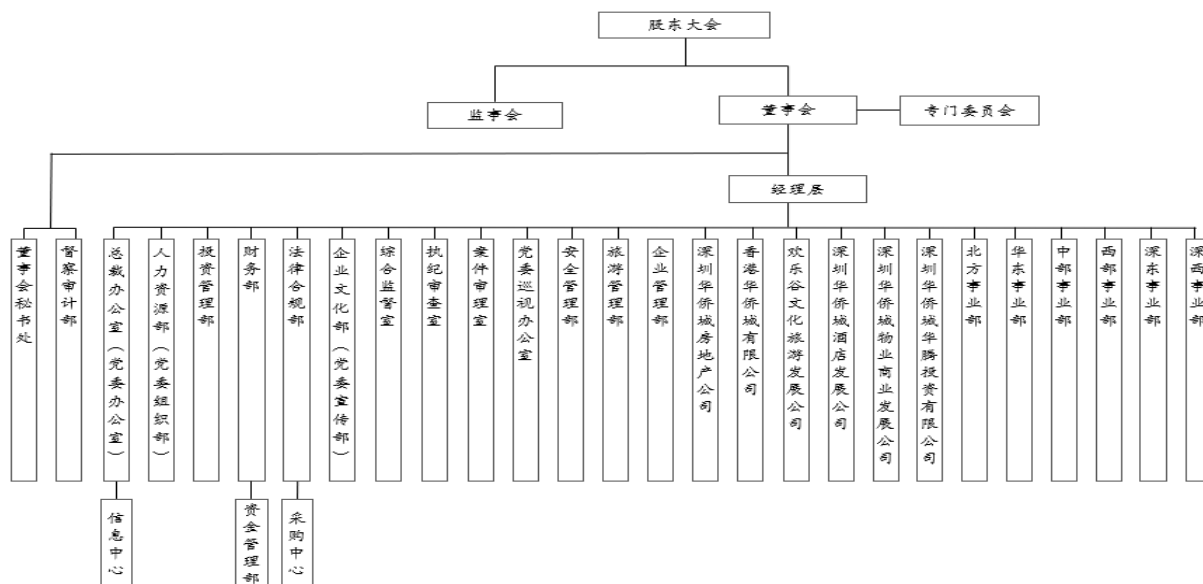 股东大会
监事会
董事会
专门委员会
经理层
董事会秘书处
督察审计部
总裁办公室（党委办公室）
人力资源部（党委组织部）
投资管理部
财务部
法律合规部
企业文化部（党委宣传部）
综合监督室
执纪审查室
案件审理室
党委巡视办公室
安全管理部
旅游管理部
企业管理部
深圳华侨城房地产公司
香港华侨城有限公司
欢乐谷文化旅游发展公司
深圳华侨城酒店发展公司
深圳华侨城物业商业发展公司
深圳华侨城华腾投资有限公司
北方事业部
华东事业部
中部事业部
西部事业部
深东事业部
深西事业部
信息中心
资金管理部
采购中心